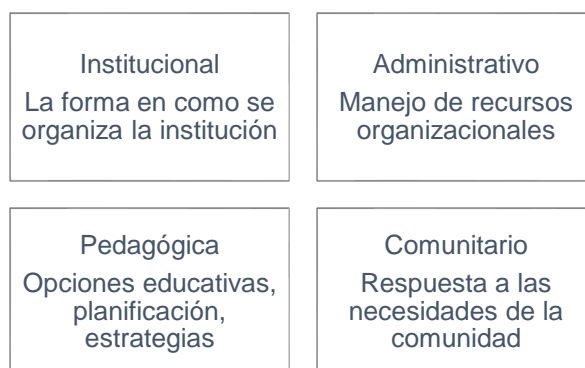 Institucional
La forma en como se
organiza la institución
Administrativo
Manejo de recursos
organizacionales
Pedagógica
Opciones educativas,
planificación,
estrategias
Comunitario
Respuesta a las
necesidades de la
comunidad